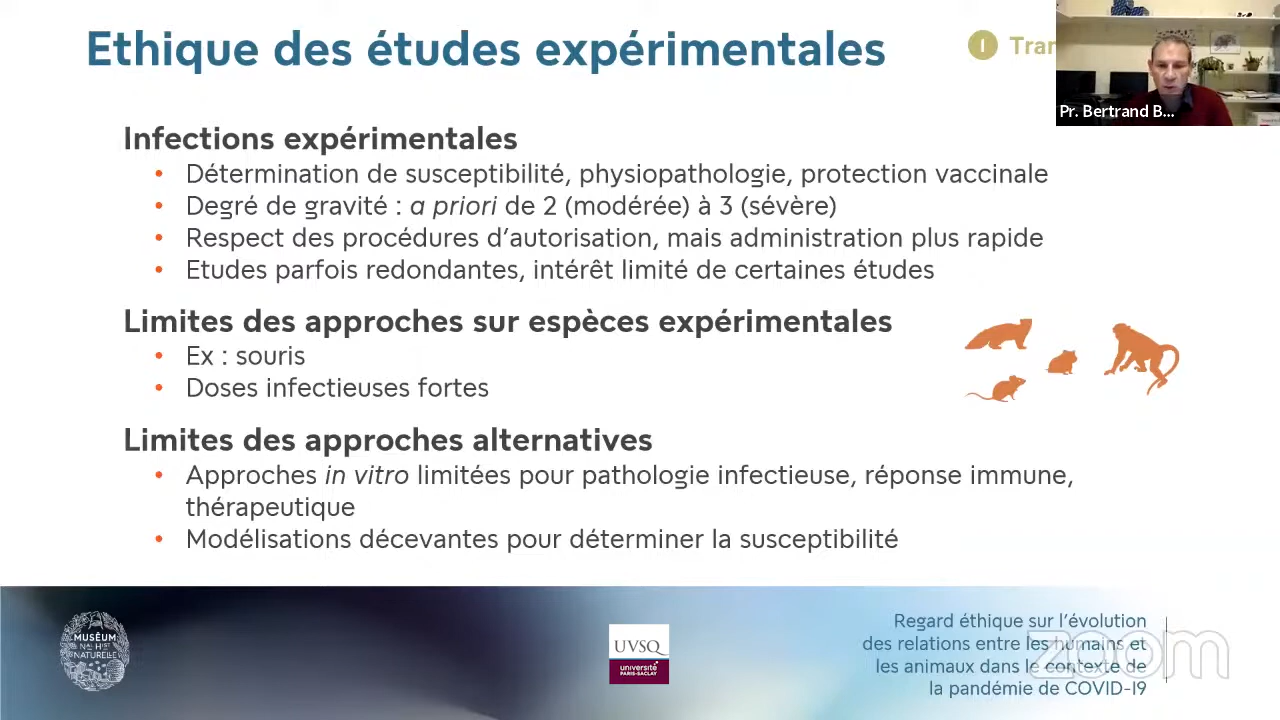 Ethique des études expérimentales
I Tran
Pr. Bertrand B...
Infections expérimentales
• Détermination de susceptibilité, physiopathologie, protection vaccinale
• Degré de gravité : a priori de 2 (modérée) à 3 (sévère)
• Respect des procédures d’autorisation, mais administration plus rapide
• Etudes parfois redondantes, intérêt limité de certaines études
Limites des approches sur espèces expérimentales
• Ex : souris
• Doses infectieuses fortes
Limites des approches alternatives
• Approches in vitro limitées pour pathologie infectieuse, réponse immune,
thérapeutique
• Modélisations décevantes pour déterminer la susceptibilité
MUSÉUM
NAL HIST
NATURELLE
UVSQ
université
PARIS-SACLAY
Regard éthique sur l’évolution
des relations entre les humains et
les animaux dans le contexte de
la pandémie de COVID-19
zoom